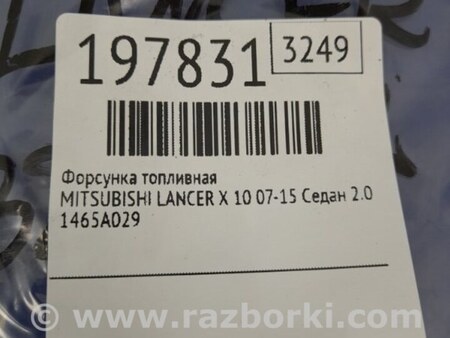 197831
3249
Форсунка топливная
MITSUBISHI LANCER X 10 07-15 Седан 2.0
1465A029
© www.razborki.com